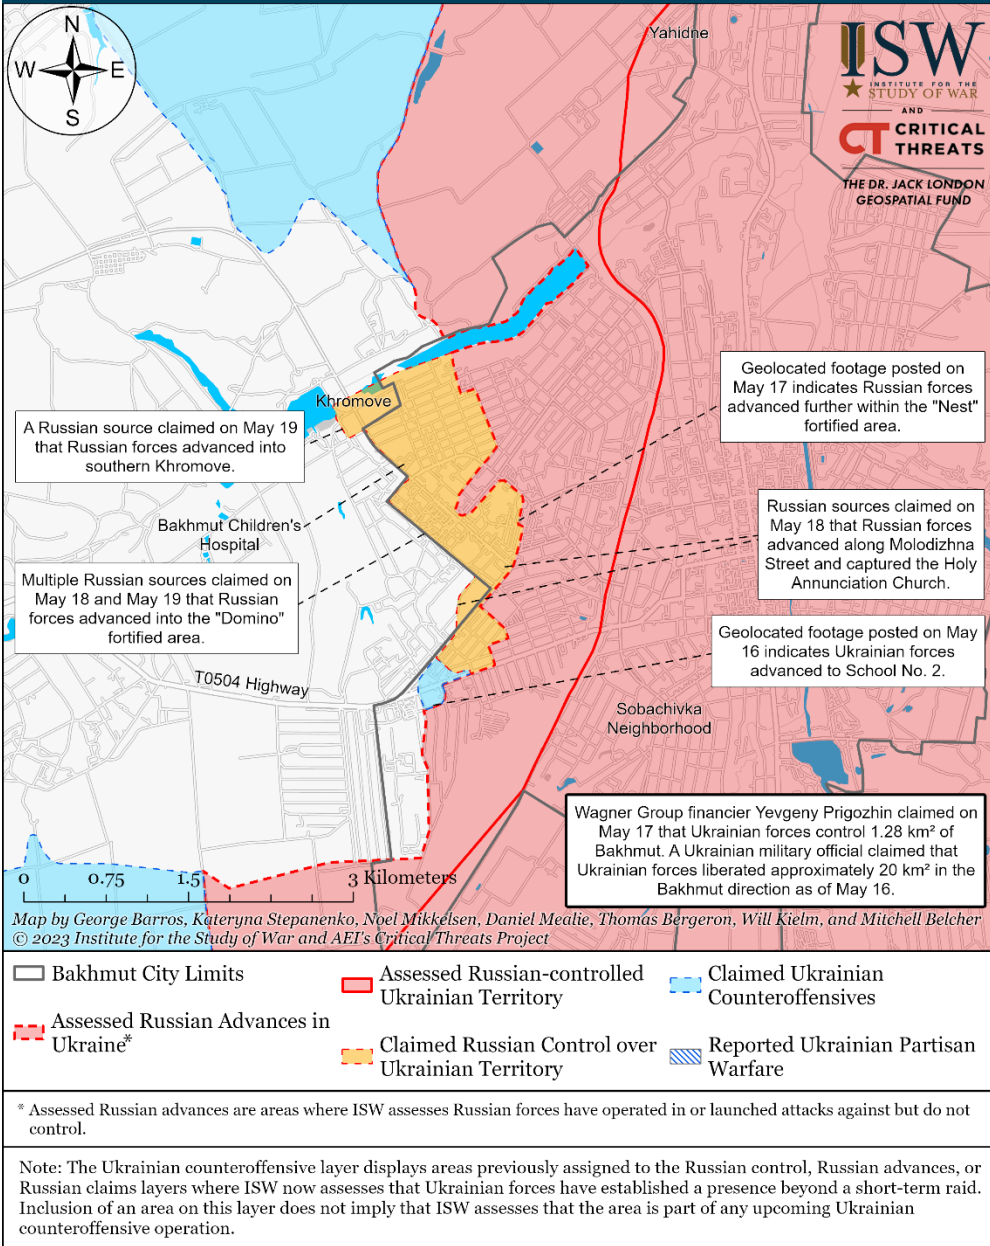 N
W
E
S
Yahidne
ISW
INSTITUTE FOR THE
STUDY OF WAR
AND
CT CRITICAL
THREATS
THE DR. JACK LONDON
GEOSPATIAL FUND
Geolocated footage posted on
May 17 indicates Russian forces
advanced further within the "Nest"
fortified area.
Khromove
A Russian source claimed on May 19
that Russian forces advanced into
southern Khromove.
Russian sources claimed on
May 18 that Russian forces
advanced along Molodizhna
Street and captured the Holy
Annunciation Church.
Bakhmut Children's
Hospital
Multiple Russian sources claimed on
May 18 and May 19 that Russian
forces advanced into the "Domino"
fortified area.
Geolocated footage posted on May
16 indicates Ukrainian forces
advanced to School No. 2.
T0504 Highway
Sobachivka
Neighborhood
Wagner Group financier Yevgeny Prigozhin claimed on
May 17 that Ukrainian forces control 1.28 km² of
Bakhmut. A Ukrainian military official claimed that
Ukrainian forces liberated approximately 20 km² in the
Bakhmut direction as of May 16.
0 0.75 1.5 3 Kilometers
Map by George Barros, Kateryna Stepanenko, Noel Mikkelsen, Daniel Mealie, Thomas Bergeron, Will Kielm, and Mitchell Belcher
© 2023 Institute for the Study of War and AEI's Critical Threats Project
Bakhmut City Limits
Assessed Russian Advances in
Ukraine*
Assessed Russian-controlled
Ukrainian Territory
Claimed Russian Control over
Ukrainian Territory
Claimed Ukrainian
Counteroffensives
Reported Ukrainian Partisan
Warfare
* Assessed Russian advances are areas where ISW assesses Russian forces have operated in or launched attacks against but do not
control.
Note: The Ukrainian counteroffensive layer displays areas previously assigned to the Russian control, Russian advances, or
Russian claims layers where ISW now assesses that Ukrainian forces have established a presence beyond a short-term raid.
Inclusion of an area on this layer does not imply that ISW assesses that the area is part of any upcoming Ukrainian
counteroffensive operation.